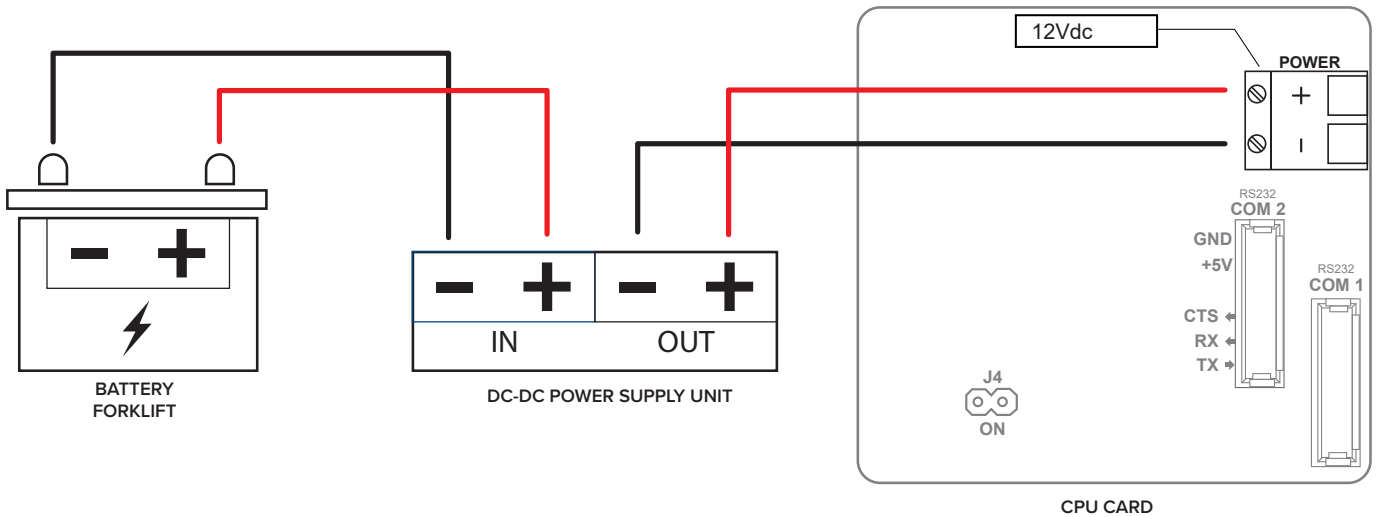 12Vdc
POWER
+
–
RS232
COM 2
GND
+5V
CTS
RX
TX
RS232
COM 1
J4
ON
– +
BATTERY
FORKLIFT
– + – +
IN OUT
DC-DC POWER SUPPLY UNIT
CPU CARD